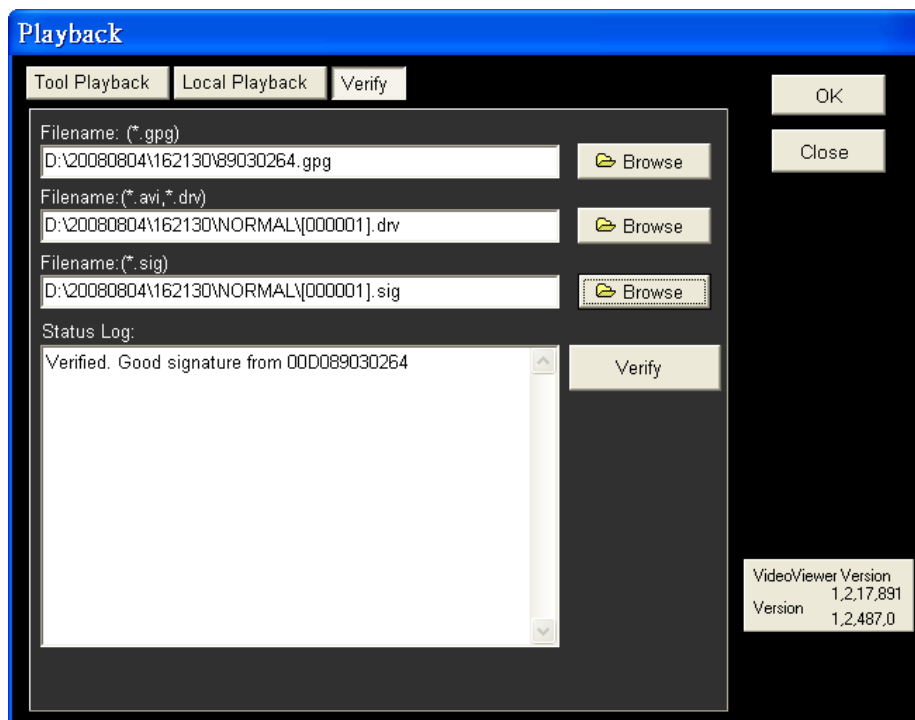 Playback
Tool Playback
Local Playback
Verify
OK
Close
Filename: (*.gpg)
D:\20080804\162130\89030264.gpg
Browse
Filename:(*.avi,*.drv)
D:\20080804\162130\NORMAL\[000001].drv
Browse
Filename:(*.sig)
D:\20080804\162130\NORMAL\[000001].sig
Browse
Status Log:
Verified. Good signature from 00D089030264
Verify
VideoViewer Version
1,2,17,891
Version
1,2,487,0